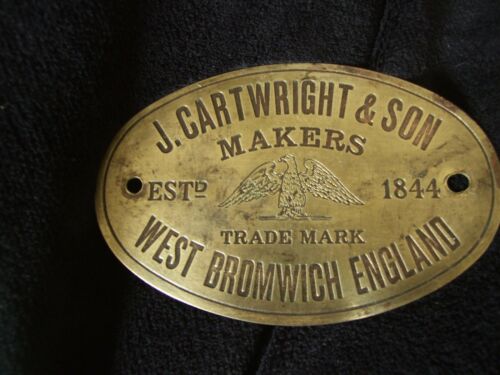 J. CARTWRIGHT & SON
MAKERS
ESTD 1844
TRADE MARK
WEST BROMWICH ENGLAND